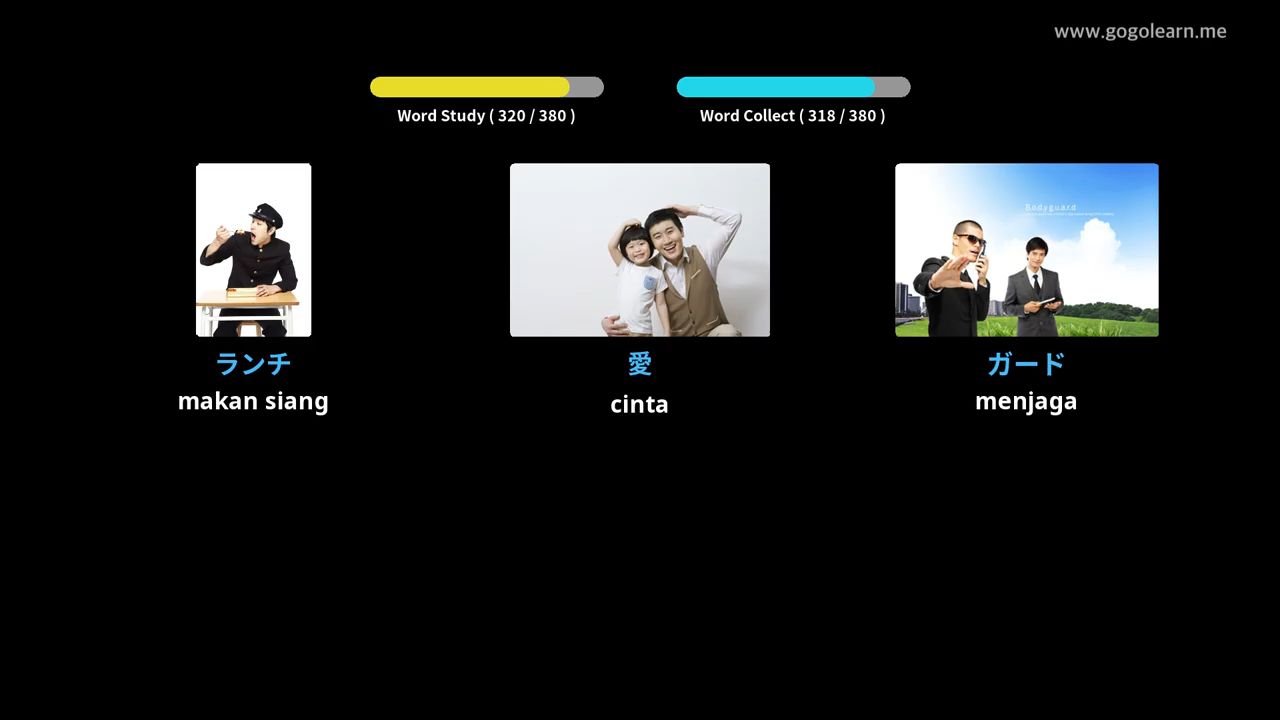 www.gogolearn.me
Word Study ( 320 / 380 )
Word Collect ( 318 / 380 )
Bodyguard
ランチ
愛
ガード
makan siang
cinta
menjaga